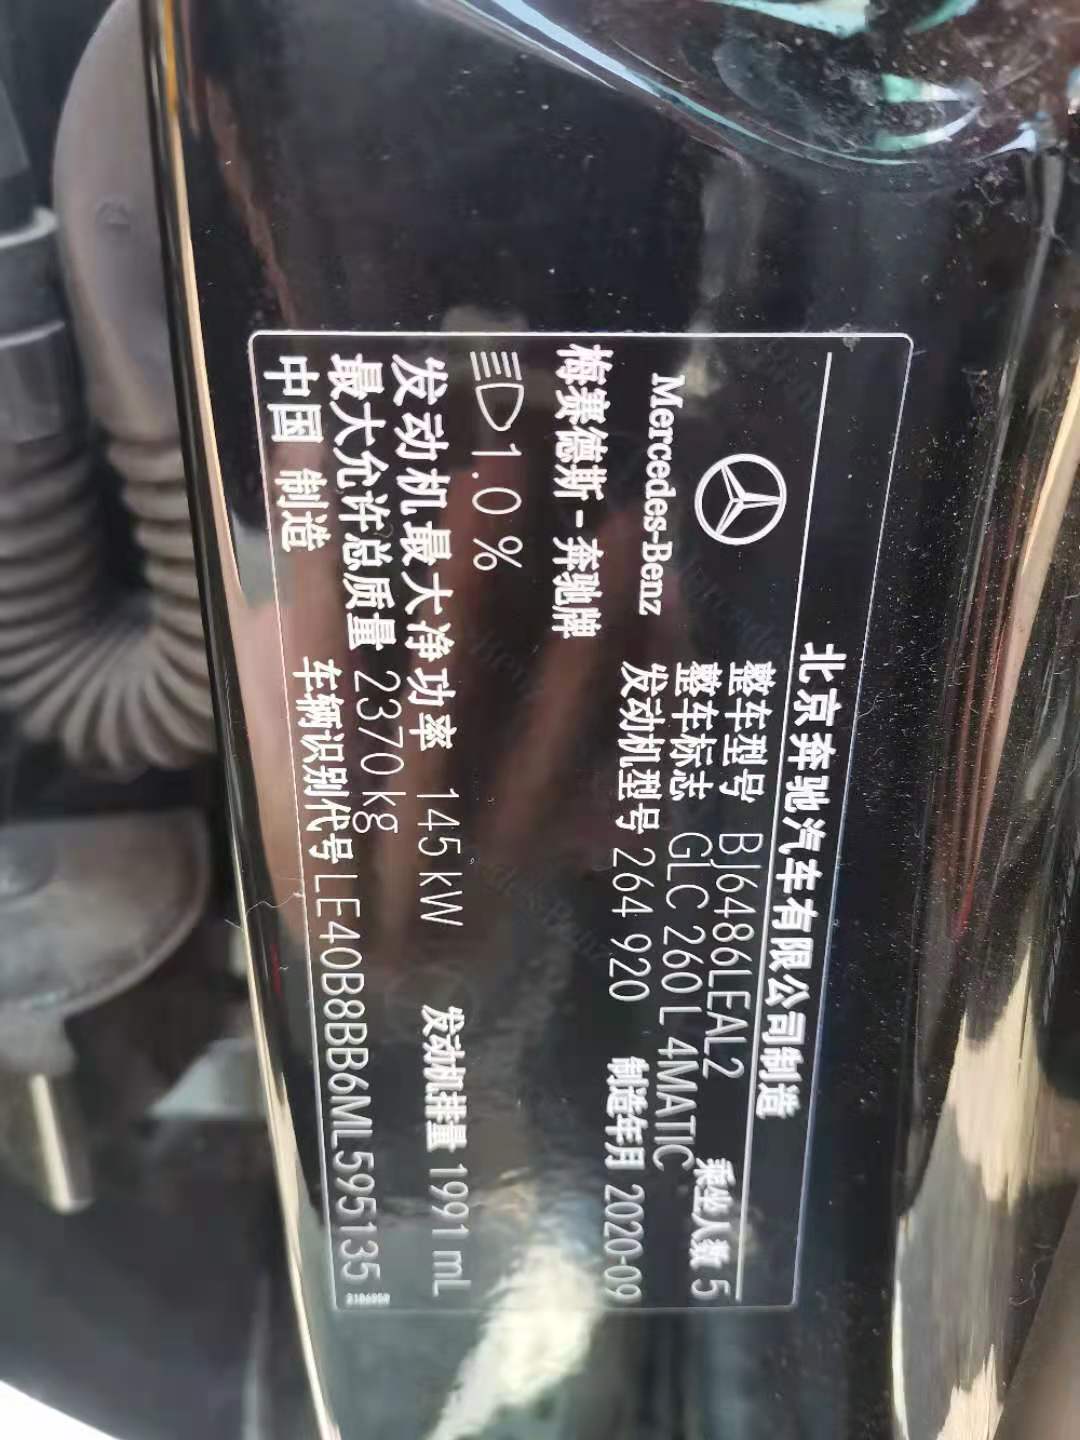 北京奔驰汽车有限公司制造
Mercedes-Benz
梅赛德斯-奔驰牌
整车型号 BJ6486LEAL2 乘坐人数 5
整车标志 GLC 260 L 4MATIC
发动机型号 264 920 制造年月 2020-09
1.0%
发动机最大净功率 145 kW 发动机排量 1991 mL
最大允许总质量 2370 kg
中国 制造 车辆识别代号 LE40B8BB6ML595135